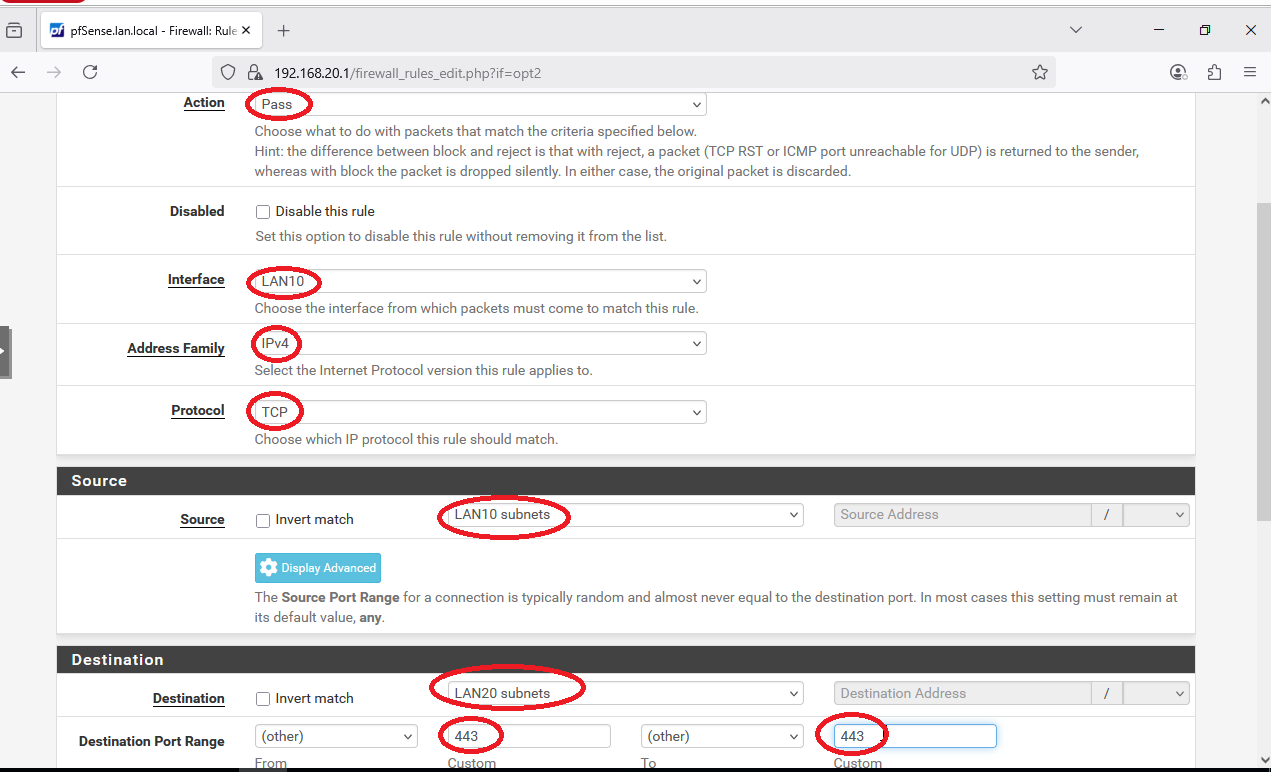 pfSense.lan.local - Firewall: Rule
192.168.20.1/firewall_rules_edit.php?if=opt2
Action Pass
Choose what to do with packets that match the criteria specified below.
Hint: the difference between block and reject is that with reject, a packet (TCP RST or ICMP port unreachable for UDP) is returned to the sender,
whereas with block the packet is dropped silently. In either case, the original packet is discarded.
Disabled Disable this rule
Set this option to disable this rule without removing it from the list.
Interface LAN10
Choose the interface from which packets must come to match this rule.
Address Family IPv4
Select the Internet Protocol version this rule applies to.
Protocol TCP
Choose which IP protocol this rule should match.
Source
Source Invert match LAN10 subnets Source Address /
Display Advanced
The Source Port Range for a connection is typically random and almost never equal to the destination port. In most cases this setting must remain at
its default value, any.
Destination
Destination Invert match LAN20 subnets Destination Address /
Destination Port Range (other) 443 (other) 443
From Custom To Custom